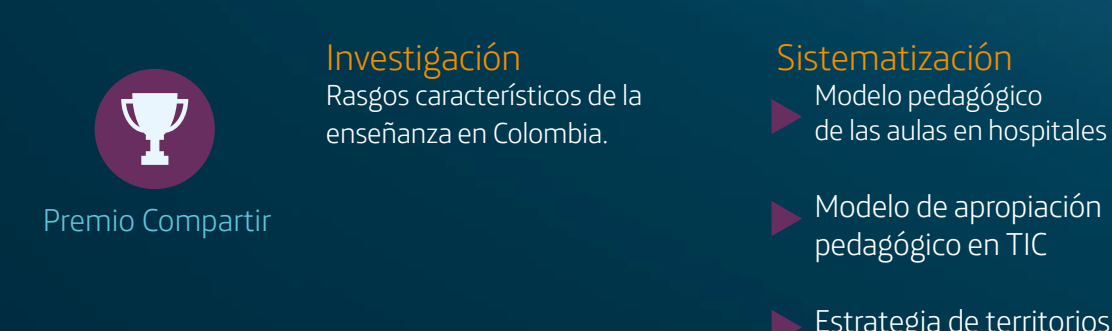 Investigación
Rasgos característicos de la
enseñanza en Colombia.
Sistematización
Modelo pedagógico
de las aulas en hospitales
Modelo de apropiación
pedagógico en TIC
Estrategia de territorios
Premio Compartir